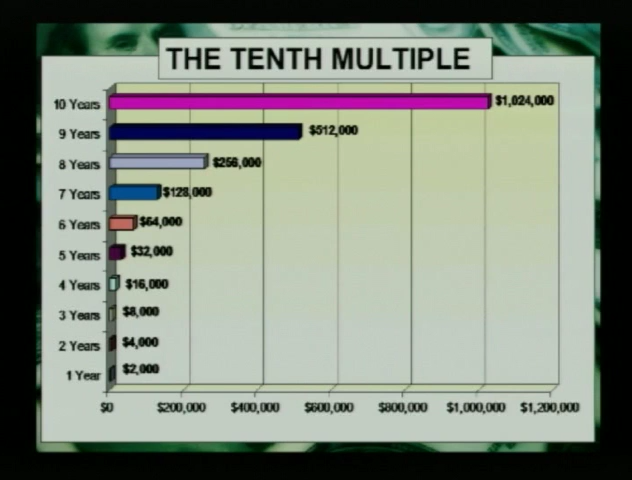 THE TENTH MULTIPLE
10 Years $1,024,000
9 Years $512,000
8 Years $256,000
7 Years $128,000
6 Years $64,000
5 Years $32,000
4 Years $16,000
3 Years $8,000
2 Years $4,000
1 Year $2,000
$0 $200,000 $400,000 $600,000 $800,000 $1,000,000 $1,200,000